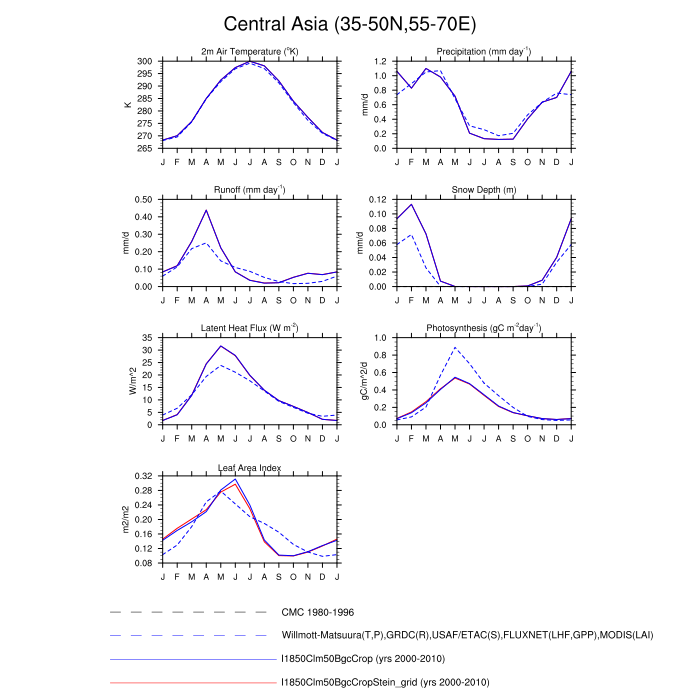 Central Asia (35-50N,55-70E)
2m Air Temperature (°K)
Precipitation (mm day⁻¹)
K
300
295
290
285
280
275
270
265
J F M A M J J A S O N D J
mm/d
1.2
1.0
0.8
0.6
0.4
0.2
0.0
J F M A M J J A S O N D J
Runoff (mm day⁻¹)
Snow Depth (m)
mm/d
0.50
0.40
0.30
0.20
0.10
0.00
J F M A M J J A S O N D J
mm/d
0.12
0.10
0.08
0.06
0.04
0.02
0.00
J F M A M J J A S O N D J
Latent Heat Flux (W m⁻²)
Photosynthesis (gC m⁻²day⁻¹)
W/m^2
35
30
25
20
15
10
5
0
J F M A M J J A S O N D J
gC/m^2/d
1.0
0.8
0.6
0.4
0.2
0.0
J F M A M J J A S O N D J
Leaf Area Index
m2/m2
0.32
0.28
0.24
0.20
0.16
0.12
0.08
J F M A M J J A S O N D J
CMC 1980-1996
Willmott-Matsuura(T,P),GRDC(R),USAF/ETAC(S),FLUXNET(LHF,GPP),MODIS(LAI)
I1850Clm50BgcCrop (yrs 2000-2010)
I1850Clm50BgcCropStein_grid (yrs 2000-2010)